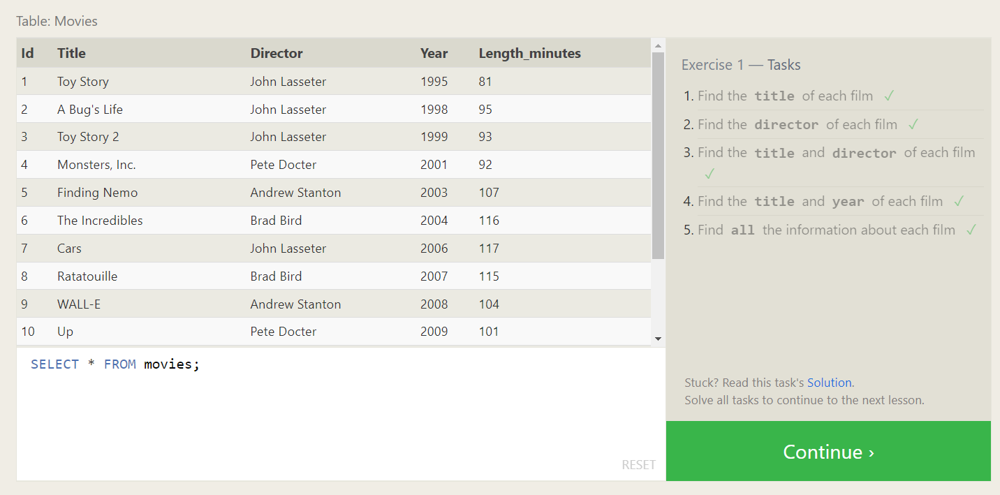 Table: Movies
Id Title Director Year Length_minutes
1 Toy Story John Lasseter 1995 81
2 A Bug's Life John Lasseter 1998 95
3 Toy Story 2 John Lasseter 1999 93
4 Monsters, Inc. Pete Docter 2001 92
5 Finding Nemo Andrew Stanton 2003 107
6 The Incredibles Brad Bird 2004 116
7 Cars John Lasseter 2006 117
8 Ratatouille Brad Bird 2007 115
9 WALL-E Andrew Stanton 2008 104
10 Up Pete Docter 2009 101
SELECT * FROM movies;
RESET
Exercise 1 — Tasks
1. Find the title of each film ✓
2. Find the director of each film ✓
3. Find the title and director of each film
✓
4. Find the title and year of each film ✓
5. Find all the information about each film ✓
Stuck? Read this task's Solution.
Solve all tasks to continue to the next lesson.
Continue ›